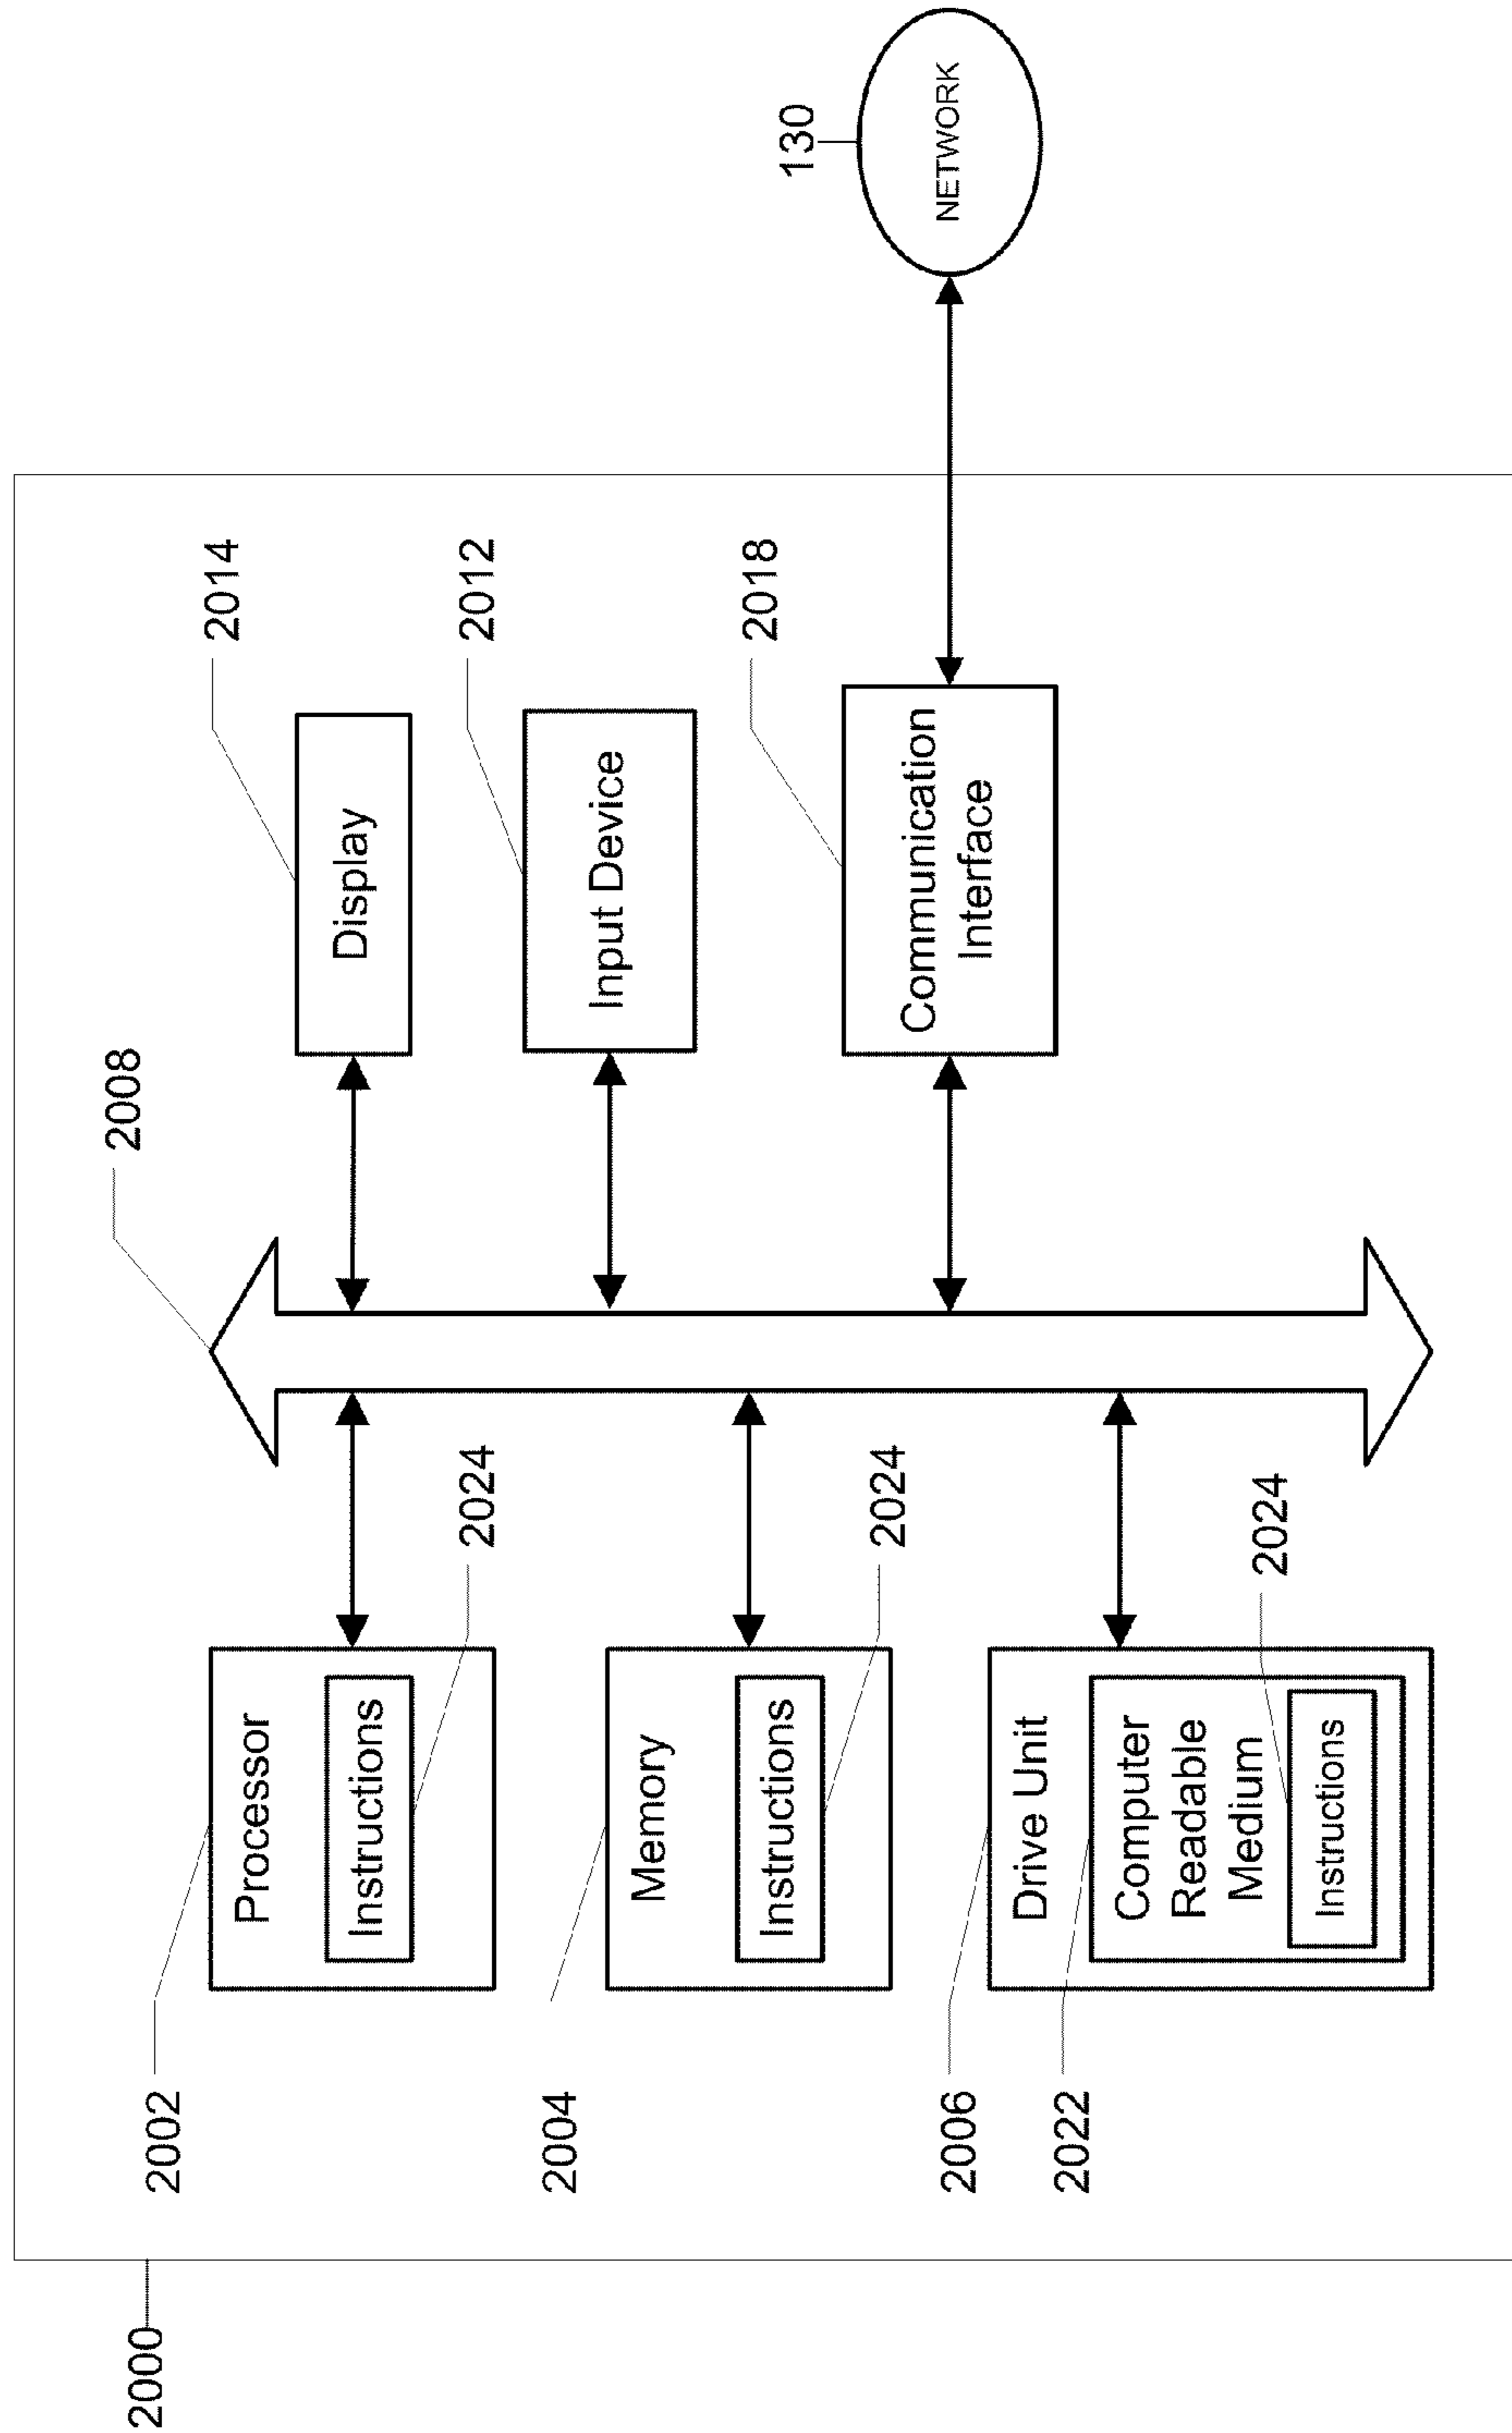 2000
2002
Processor
Instructions
2024
2004
Memory
Instructions
2024
2006
Drive Unit
2022
Computer
Readable
Medium
Instructions
2024
2008
Display
2014
Input Device
2012
Communication
Interface
2018
130
NETWORK